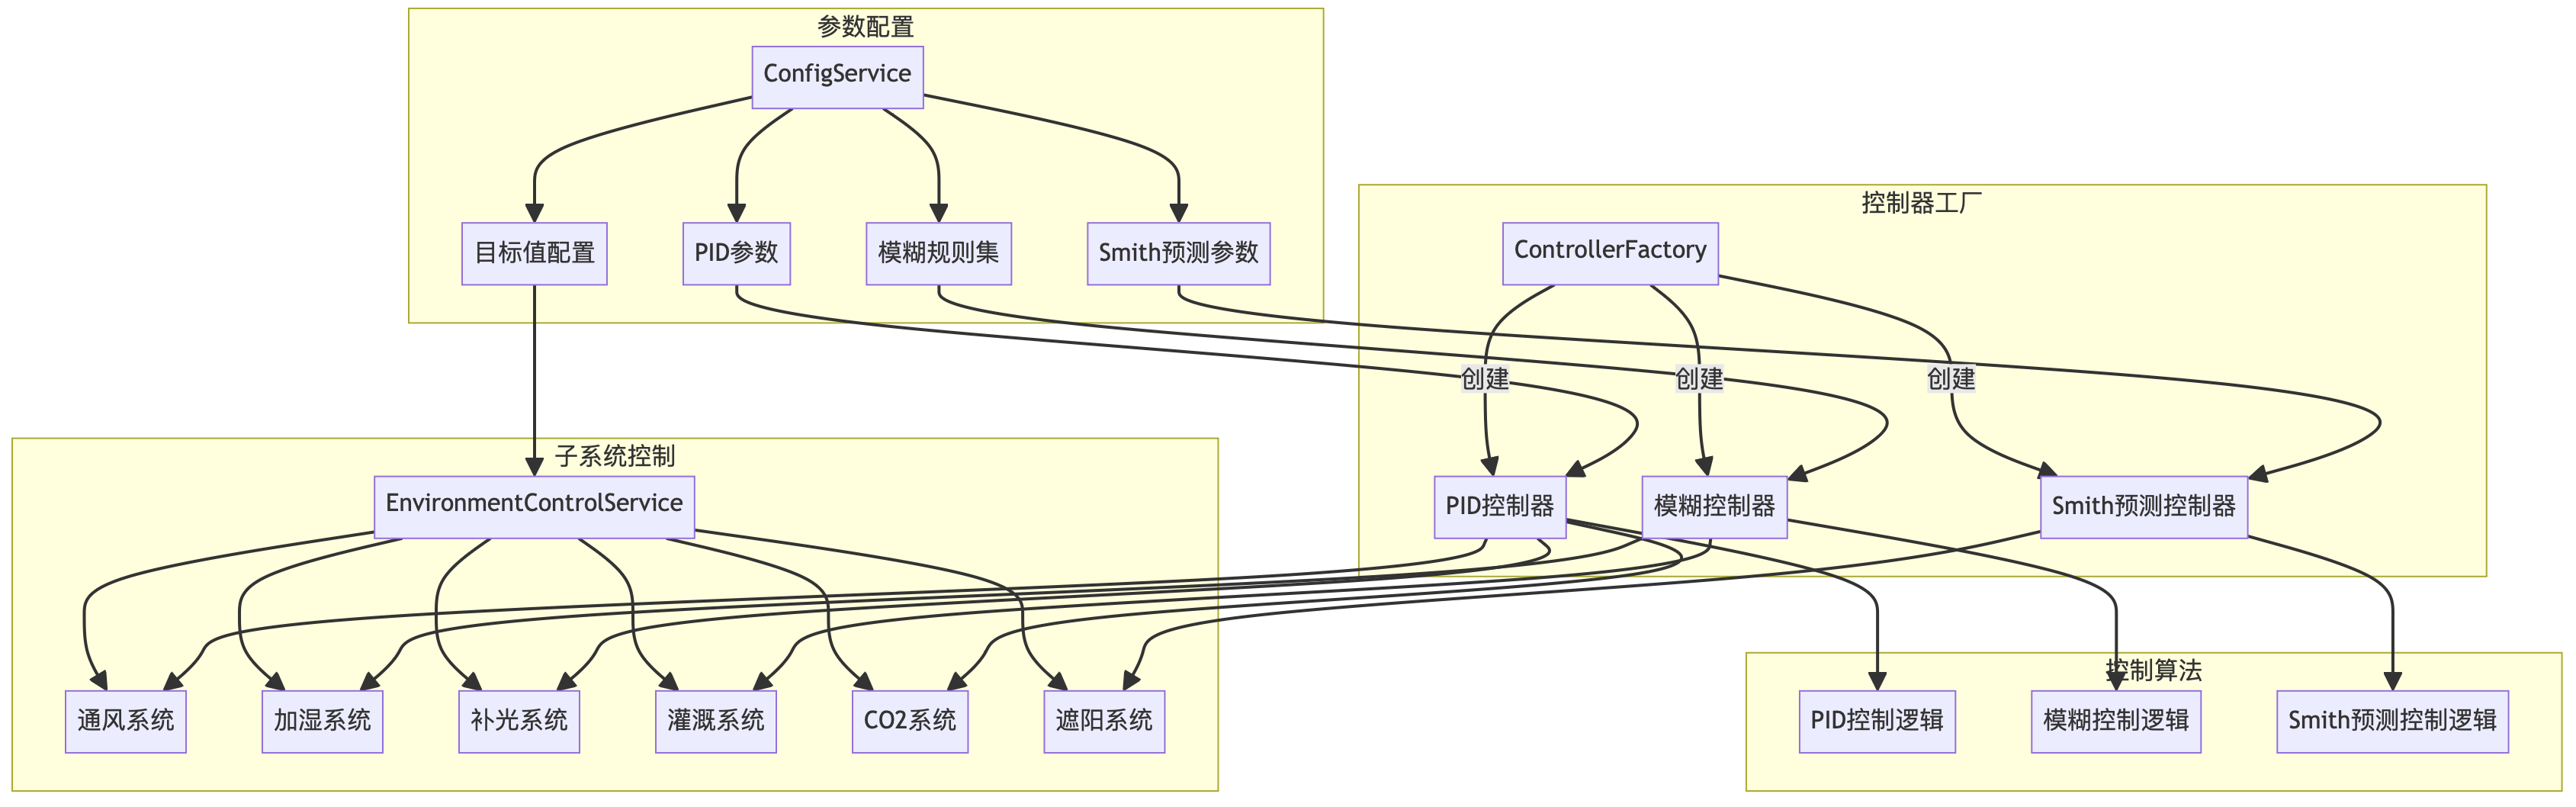 参数配置
ConfigService
目标值配置
PID参数
模糊规则集
Smith预测参数
控制器工厂
ControllerFactory
创建
创建
创建
PID控制器
模糊控制器
Smith预测控制器
子系统控制
EnvironmentControlService
通风系统
加湿系统
补光系统
灌溉系统
CO2系统
遮阳系统
控制算法
PID控制逻辑
模糊控制逻辑
Smith预测控制逻辑